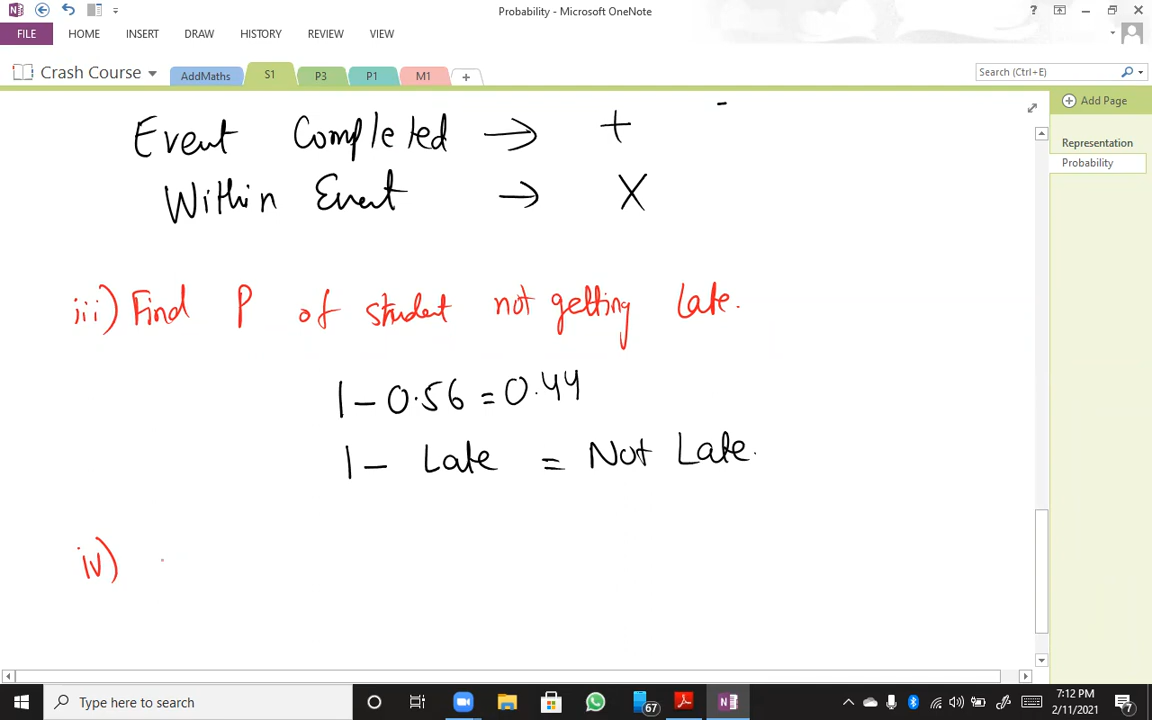 Probability - Microsoft OneNote
FILE HOME INSERT DRAW HISTORY REVIEW VIEW
Crash Course AddMaths S1 P3 P1 M1 Search (Ctrl+E)
Add Page
Representation
Probability
Event Completed → +
Within Event → X
iii) Find P of student not getting late.
1 - 0.56 = 0.44
1 - Late = Not Late.
iv)
Type here to search
67
7:12 PM
2/11/2021
7